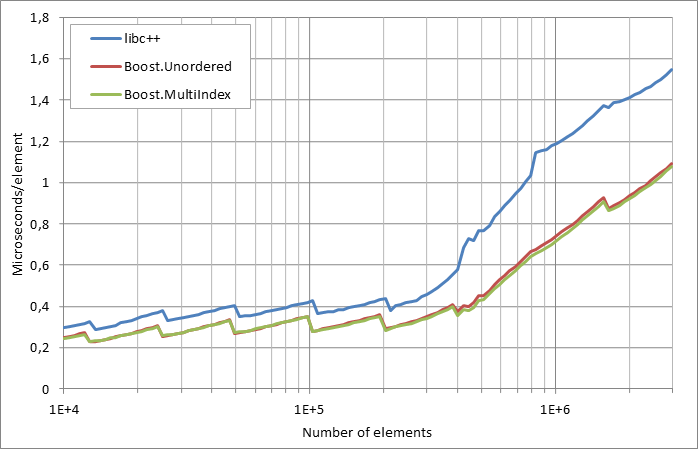 1,8
1,6
1,4
1,2
1
0,8
0,6
0,4
0,2
0
Microseconds/element
libc++
Boost.Unordered
Boost.MultiIndex
1E+4 1E+5 1E+6
Number of elements